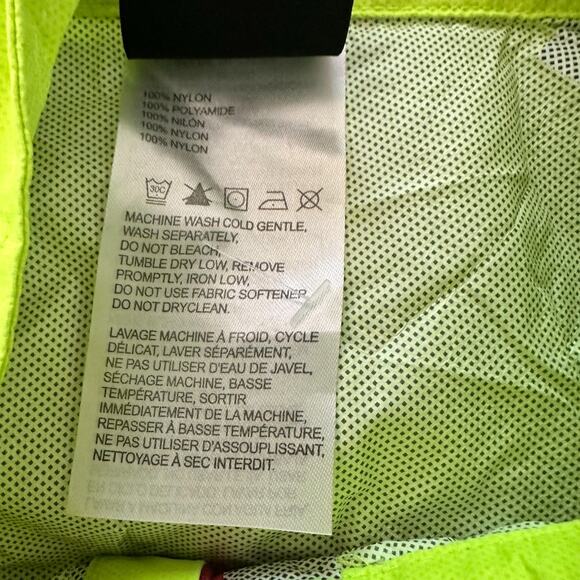 100% NYLON
100% POLYAMIDE
100% NILÓN
100% NYLON
100% NYLON
30C
MACHINE WASH COLD GENTLE,
WASH SEPARATELY,
DO NOT BLEACH,
TUMBLE DRY LOW, REMOVE
PROMPTLY, IRON LOW,
DO NOT USE FABRIC SOFTENER
DO NOT DRYCLEAN.
LAVAGE MACHINE À FROID, CYCLE
DÉLICAT, LAVER SÉPARÉMENT,
NE PAS UTILISER D'EAU DE JAVEL,
SÉCHAGE MACHINE, BASSE
TEMPÉRATURE, SORTIR
IMMÉDIATEMENT DE LA MACHINE,
REPASSER À BASSE TEMPÉRATURE,
NE PAS UTILISER D'ASSOUPLISSANT,
NETTOYAGE À SEC INTERDIT.